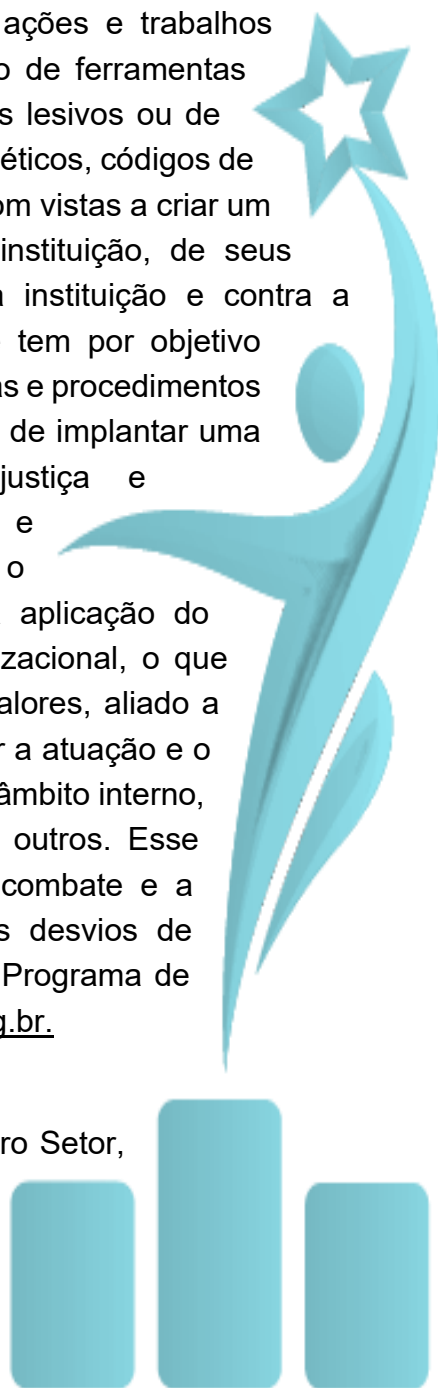 ações e trabalhos
o de ferramentas
s lesivos ou de
éticos, códigos de
om vistas a criar um
instituição, de seus
a instituição e contra a
tem por objetivo
as e procedimentos
de implantar uma
justiça e
e
o
aplicação do
zacional, o que
alores, aliado a
r a atuação e o
âmbito interno,
outros. Esse
combate e a
s desvios de
Programa de
g.br.
ro Setor,